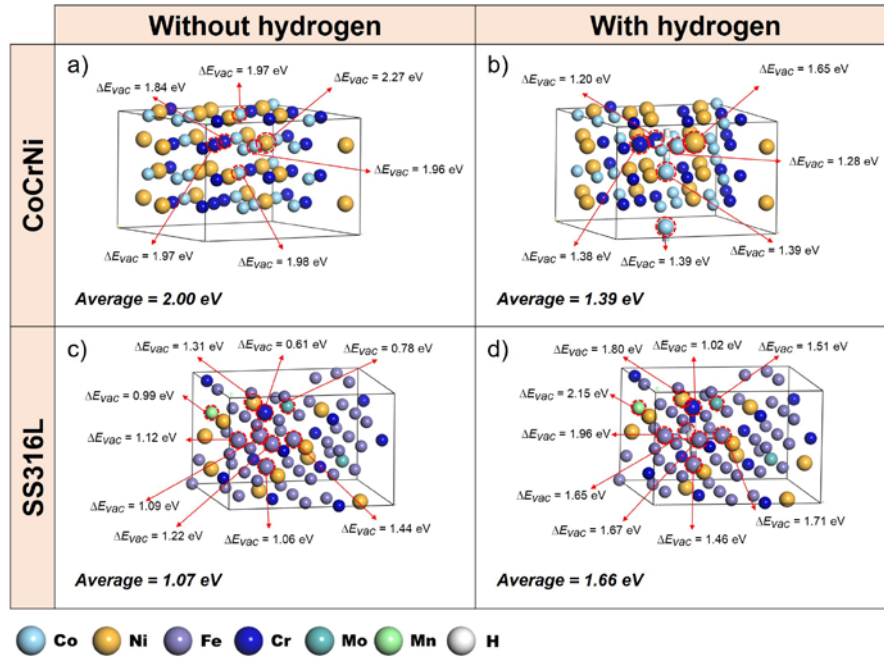 Without hydrogen
With hydrogen
CoCrNi
a)
ΔEvac = 1.97 eV
ΔEvac = 1.84 eV
ΔEvac = 2.27 eV
ΔEvac = 1.96 eV
ΔEvac = 1.97 eV
ΔEvac = 1.98 eV
Average = 2.00 eV
b)
ΔEvac = 1.20 eV
ΔEvac = 1.65 eV
ΔEvac = 1.28 eV
ΔEvac = 1.38 eV
ΔEvac = 1.39 eV
ΔEvac = 1.39 eV
Average = 1.39 eV
SS316L
c)
ΔEvac = 1.31 eV
ΔEvac = 0.61 eV
ΔEvac = 0.78 eV
ΔEvac = 0.99 eV
ΔEvac = 1.12 eV
ΔEvac = 1.09 eV
ΔEvac = 1.22 eV
ΔEvac = 1.06 eV
ΔEvac = 1.44 eV
Average = 1.07 eV
d)
ΔEvac = 1.80 eV
ΔEvac = 1.02 eV
ΔEvac = 1.51 eV
ΔEvac = 2.15 eV
ΔEvac = 1.96 eV
ΔEvac = 1.65 eV
ΔEvac = 1.67 eV
ΔEvac = 1.46 eV
ΔEvac = 1.71 eV
Average = 1.66 eV
Co Ni Fe Cr Mo Mn H